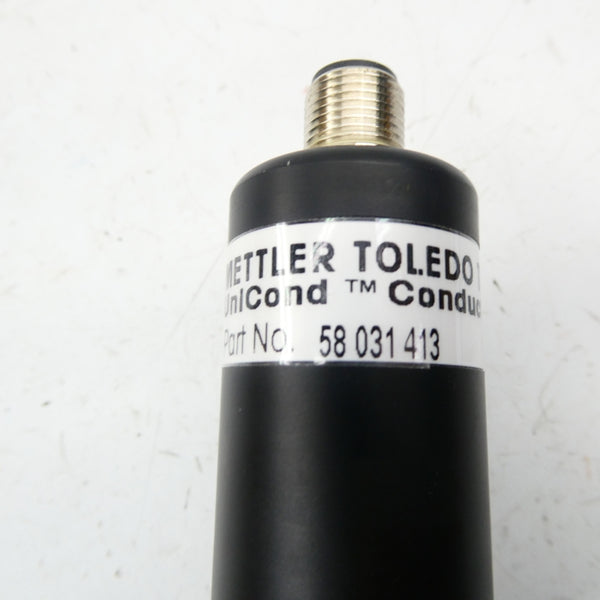 METTLER TOLEDO
UniCond ™ Conduc
Part No. 58 031 413